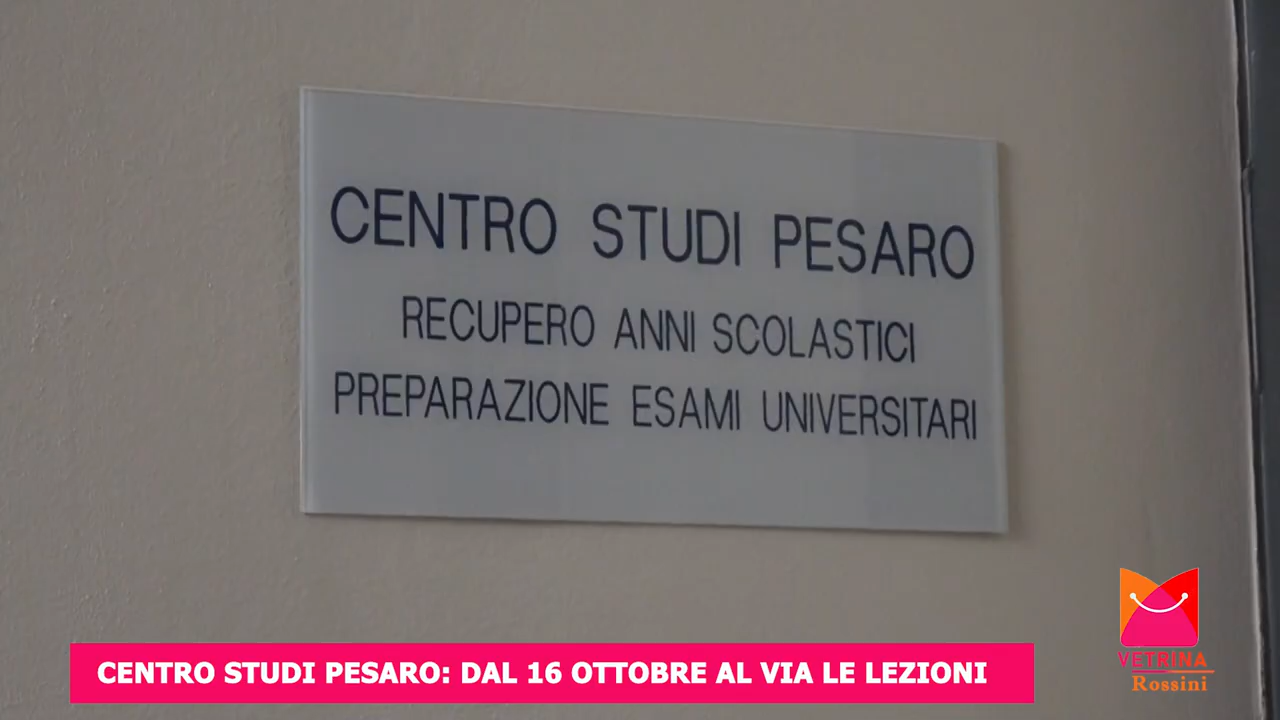 CENTRO STUDI PESARO
RECUPERO ANNI SCOLASTICI
PREPARAZIONE ESAMI UNIVERSITARI
CENTRO STUDI PESARO: DAL 16 OTTOBRE AL VIA LE LEZIONI
VETRINA
Rossini